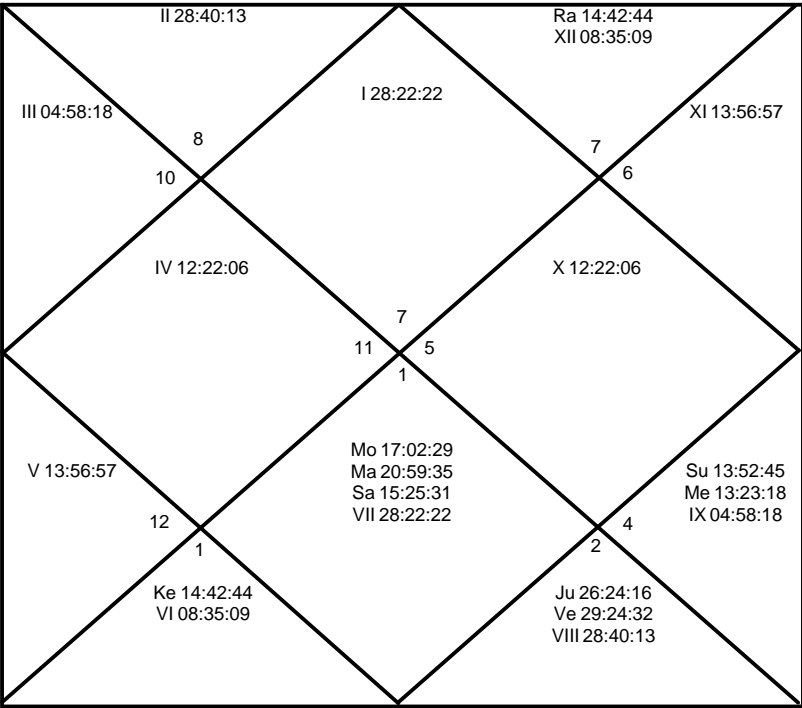 II 28:40:13
Ra 14:42:44
XII 08:35:09
I 28:22:22
III 04:58:18
XI 13:56:57
8
7
10
6
IV 12:22:06
X 12:22:06
7
11
5
1
V 13:56:57
Mo 17:02:29
Ma 20:59:35
Sa 15:25:31
VII 28:22:22
Su 13:52:45
Me 13:23:18
IX 04:58:18
12
4
1
2
Ke 14:42:44
VI 08:35:09
Ju 26:24:16
Ve 29:24:32
VIII 28:40:13